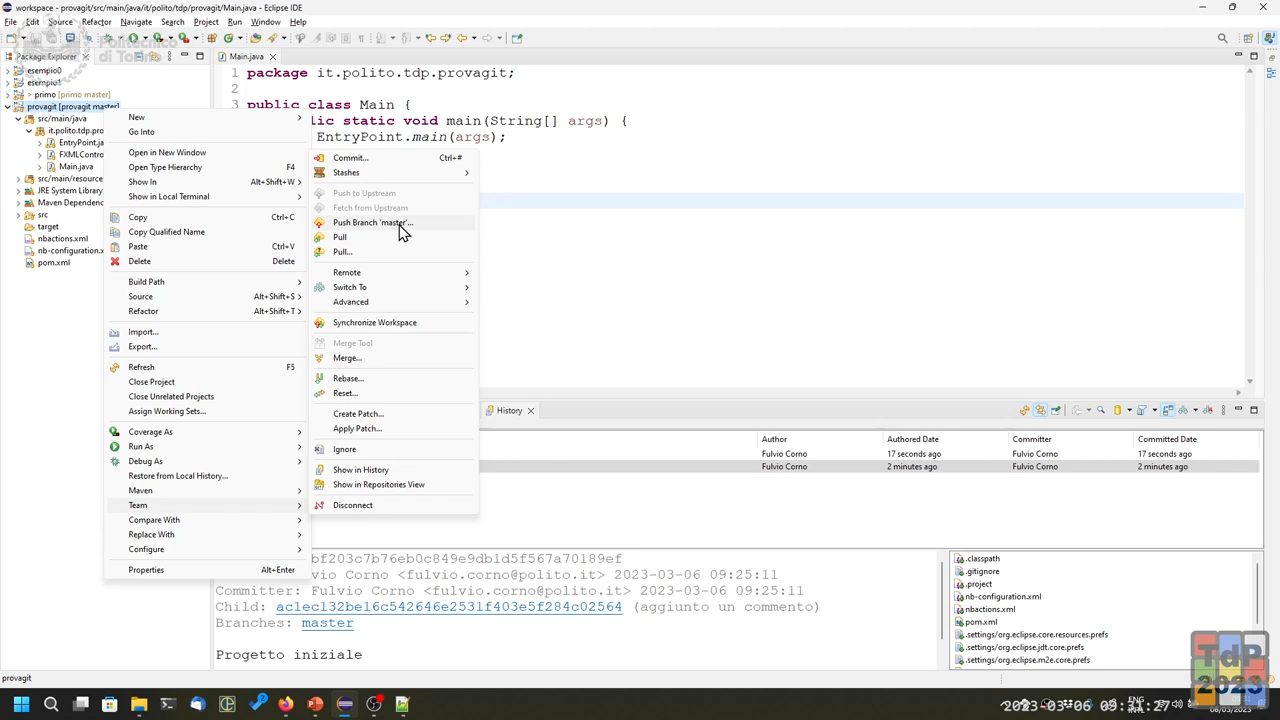 workspace - provagit/src/main/java/it/polito/tdp/provagit/Main.java - Eclipse IDE
File Edit Source Refactor Navigate Search Project Run Window Help
Politecnico
di Torino
Package Explorer
Main.java
esempio0
esempio1
> primo [primo master]
provagit [provagit master]
src/main/java
it.polito.tdp.pro
EntryPoint.ja
FXMLContro
Main.java
src/main/resource
JRE System Library
Maven Dependenc
src
target
nbactions.xml
nb-configuration.x
pom.xml
1 package it.polito.tdp.provagit;
2
3 public class Main {
lic static void main(String[] args) {
EntryPoint.main(args);
New
Go Into
Open in New Window
Open Type Hierarchy F4
Show In Alt+Shift+W >
Show in Local Terminal
Copy Ctrl+C
Copy Qualified Name
Paste Ctrl+V
Delete Delete
Build Path
Source Alt+Shift+S >
Refactor Alt+Shift+T >
Import...
Export...
Refresh F5
Close Project
Close Unrelated Projects
Assign Working Sets...
Coverage As
Run As
Debug As
Restore from Local History...
Maven
Team
Compare With
Replace With
Configure
Properties Alt+Enter
Commit... Ctrl+#
Stashes
Push to Upstream
Fetch from Upstream
Push Branch 'master'...
Pull
Pull...
Remote
Switch To
Advanced
Synchronize Workspace
Merge Tool
Merge...
Rebase...
Reset...
Create Patch...
Apply Patch...
Ignore
Show in History
Show in Repositories View
Disconnect
History
Author Authored Date Committer Committed Date
Fulvio Corno 17 seconds ago Fulvio Corno 17 seconds ago
Fulvio Corno 2 minutes ago Fulvio Corno 2 minutes ago
bf203c7b76eb0c849e9db1d5f567a70189ef
vio Corno <fulvio.corno@polito.it> 2023-03-06 09:25:11
Committer: Fulvio Corno <fulvio.corno@polito.it> 2023-03-06 09:25:11
Child: ac1ec132be16c542646e2531f403e5f284c02564 (aggiunto un commento)
Branches: master
Progetto iniziale
.classpath
.gitignore
.project
nb-configuration.xml
nbactions.xml
pom.xml
.settings/org.eclipse.core.resources.prefs
.settings/org.eclipse.jdt.core.prefs
.settings/org.eclipse.m2e.core.prefs
TdP
2023
provagit
ENG
2023-03-06 09:27:27